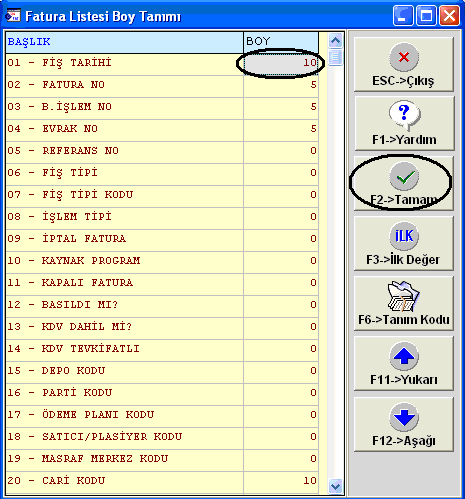 Fatura Listesi Boy Tanımı
BAŞLIK BOY
01 - FİŞ TARİHİ 10
02 - FATURA NO 5
03 - B.İŞLEM NO 5
04 - EVRAK NO 5
05 - REFERANS NO 0
06 - FİŞ TİPİ 0
07 - FİŞ TİPİ KODU 0
08 - İŞLEM TİPİ 0
09 - İPTAL FATURA 0
10 - KAYNAK PROGRAM 0
11 - KAPALI FATURA 0
12 - BASILDI MI? 0
13 - KDV DAHİL Mİ? 0
14 - KDV TEVKİFATLI 0
15 - DEPO KODU 0
16 - PARTİ KODU 0
17 - ÖDEME PLANI KODU 0
18 - SATICI/PLASİYER KODU 0
19 - MASRAF MERKEZ KODU 0
20 - CARİ KODU 10
ESC->Çıkış
?
F1->Yardım
F2->Tamam
İLK
F3->İlk Değer
F6->Tanım Kodu
F11->Yukarı
F12->Aşağı